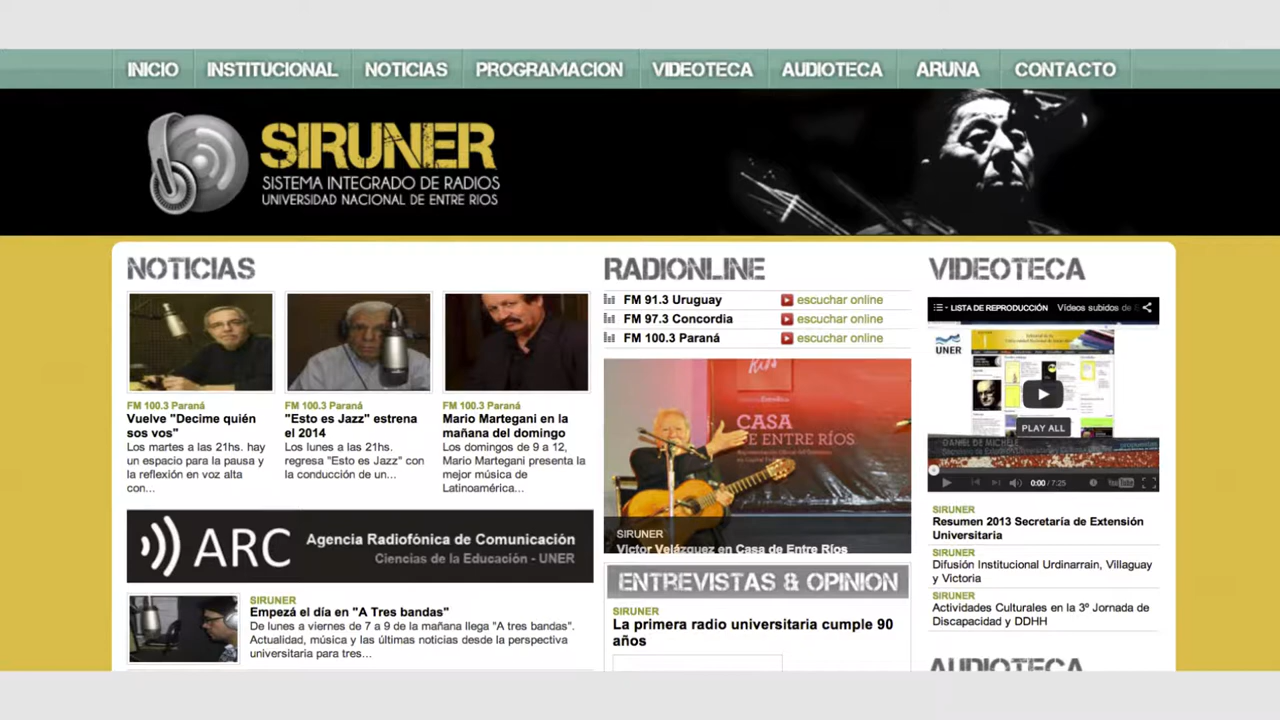 INICIO
INSTITUCIONAL
NOTICIAS
PROGRAMACION
VIDEOTECA
AUDIOTECA
ARUNA
CONTACTO
SIRUNER
SISTEMA INTEGRADO DE RADIOS
UNIVERSIDAD NACIONAL DE ENTRE RIOS
NOTICIAS
FM 100.3 Paraná
Vuelve "Decime quién
sos vos"
Los martes a las 21hs. hay
un espacio para la pausa y
la reflexión en voz alta
con...
FM 100.3 Paraná
"Esto es Jazz" estrena
el 2014
Los lunes a las 21hs.
regresa "Esto es Jazz" con
la conducción de un...
FM 100.3 Paraná
Mario Martegani en la
mañana del domingo
Los domingos de 9 a 12,
Mario Martegani presenta la
mejor música de
Latinoamérica...
ARC
Agencia Radiofónica de Comunicación
Ciencias de la Educación - UNER
SIRUNER
Empezá el día en "A Tres bandas"
De lunes a viernes de 7 a 9 de la mañana llega "A tres bandas".
Actualidad, música y las últimas noticias desde la perspectiva
universitaria para tres...
RADIONLINE
FM 91.3 Uruguay escuchar online
FM 97.3 Concordia escuchar online
FM 100.3 Paraná escuchar online
CASA
DE ENTRE RÍOS
SIRUNER
Victor Velázquez en Casa de Entre Ríos
ENTREVISTAS & OPINION
SIRUNER
La primera radio universitaria cumple 90
años
VIDEOTECA
LISTA DE REPRODUCCIÓN Vídeos subidos de
UNER
PLAY ALL
DANIEL DE MICHELE
0:00 / 7:25
YouTube
SIRUNER
Resumen 2013 Secretaría de Extensión
Universitaria
SIRUNER
Difusión Institucional Urdinarrain, Villaguay
y Victoria
SIRUNER
Actividades Culturales en la 3º Jornada de
Discapacidad y DDHH
AUDIOTECA